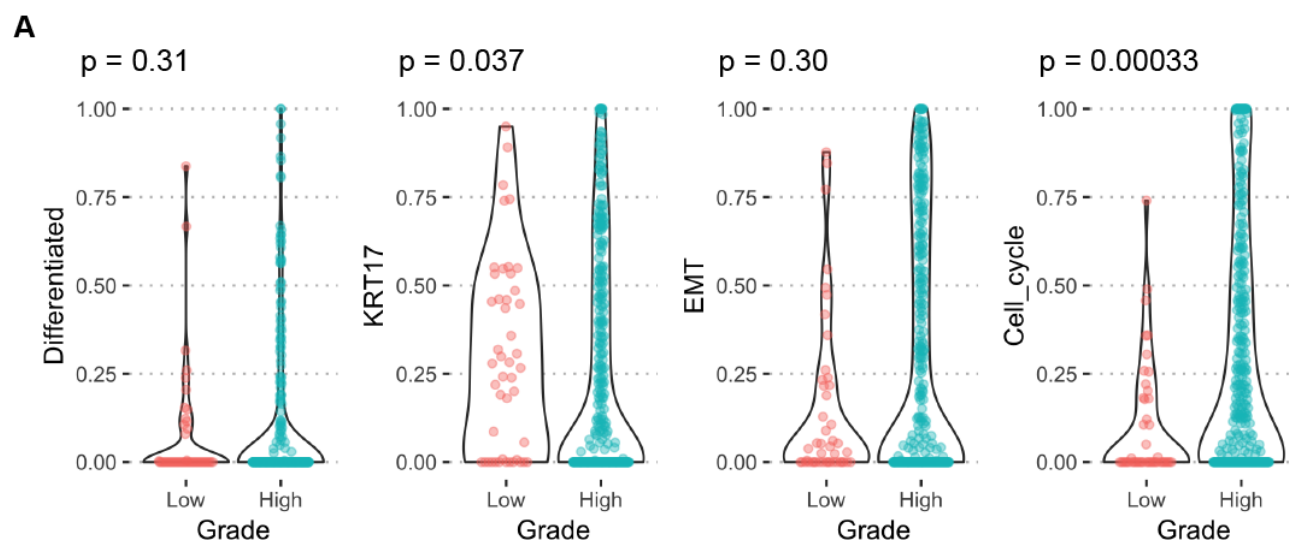 A
p = 0.31
p = 0.037
p = 0.30
p = 0.00033
Differentiated
1.00
0.75
0.50
0.25
0.00
Low High
Grade
KRT17
1.00
0.75
0.50
0.25
0.00
Low High
Grade
EMT
1.00
0.75
0.50
0.25
0.00
Low High
Grade
Cell_cycle
1.00
0.75
0.50
0.25
0.00
Low High
Grade